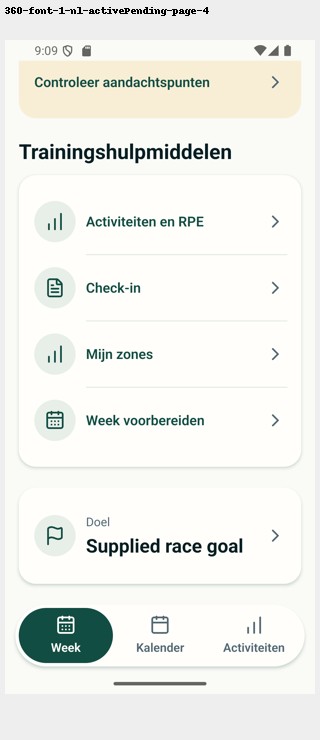 360-font-1-nl-activePending-page-4
9:09
Controleer aandachtspunten
Trainingshulpmiddelen
Activiteiten en RPE
Check-in
Mijn zones
Week voorbereiden
Doel
Supplied race goal
Week
Kalender
Activiteiten